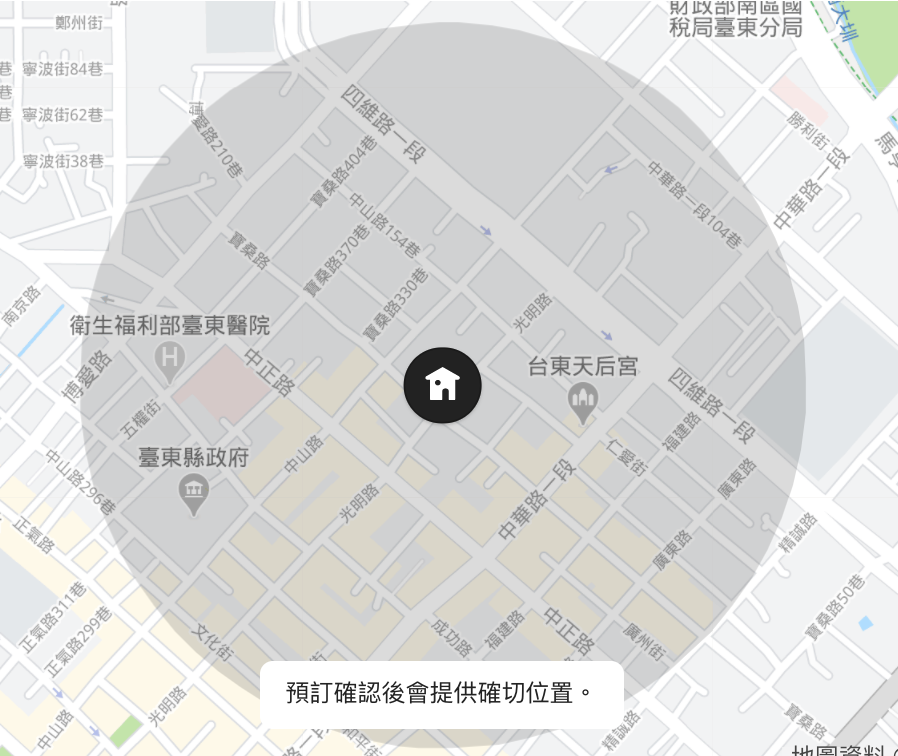 財政部南區國
稅局臺東分局
大圳
鄭州街
寧波街84巷
巷
巷
寧波街62巷
巷
寧波街38巷
博愛路210巷
四維路一段
寶桑路404巷
勝利街
中華路一段
中華路一段104巷
中山路154巷
寶桑路
寶桑路370巷
寶桑路330巷
光明路
南京路
衛生福利部臺東醫院
H
中正路
博愛路
台東天后宮
四維路一段
五權街
福建路
仁愛街
中山路
臺東縣政府
廣東路
中山路296巷
光明路
中華路一段
正氣路
精誠路
廣東路
正氣路311巷
寶桑路50巷
正氣路299巷
文化街
成功路
福建路
中正路
廣州街
預訂確認後會提供確切位置。
光明路
中山路
精誠路
寶桑路
地圖資料